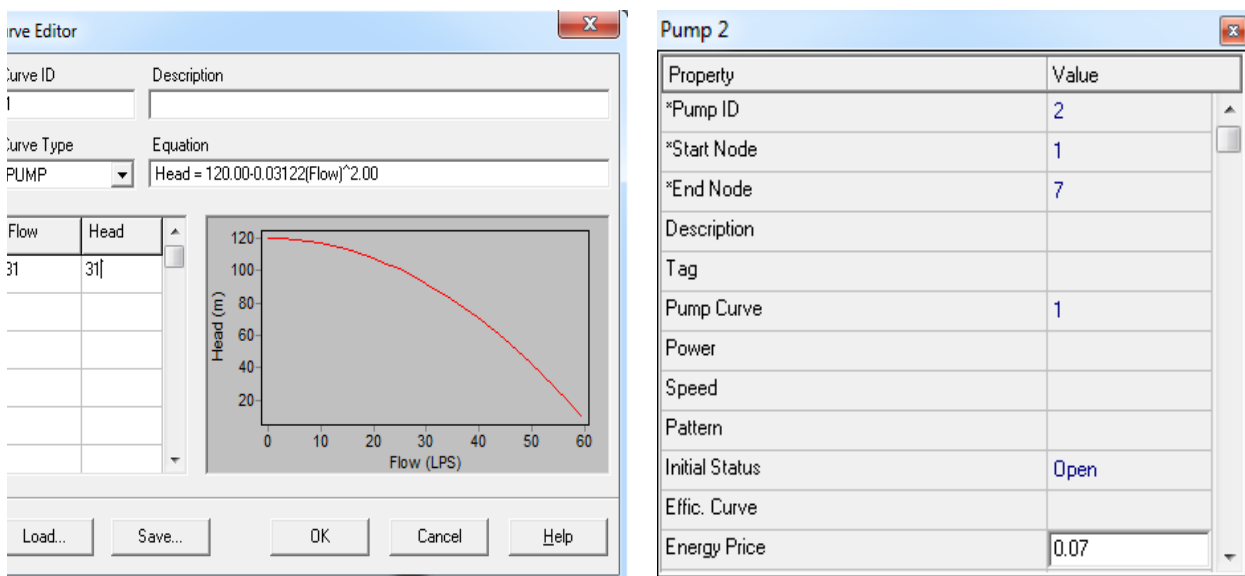 rve Editor
Curve ID Description
1
Curve Type Equation
PUMP Head = 120.00-0.03122(Flow)^2.00
Flow Head
31 31
120
100
80
60
40
20
Head (m)
0 10 20 30 40 50 60
Flow (LPS)
Load... Save... OK Cancel Help
Pump 2
Property Value
*Pump ID 2
*Start Node 1
*End Node 7
Description
Tag
Pump Curve 1
Power
Speed
Pattern
Initial Status Open
Effic. Curve
Energy Price 0.07